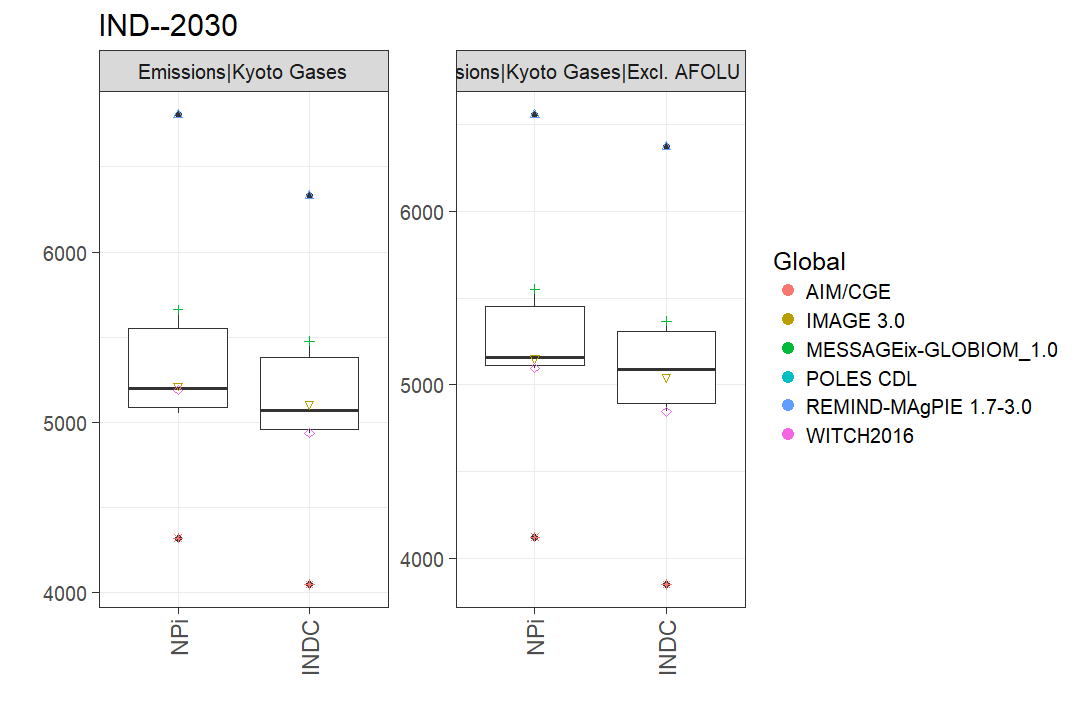 IND--2030
Emissions|Kyoto Gases
sions|Kyoto Gases|Excl. AFOLU
6000
5000
4000
6000
5000
4000
NPi
INDC
NPi
INDC
Global
AIM/CGE
IMAGE 3.0
MESSAGEix-GLOBIOM_1.0
POLES CDL
REMIND-MAgPIE 1.7-3.0
WITCH2016